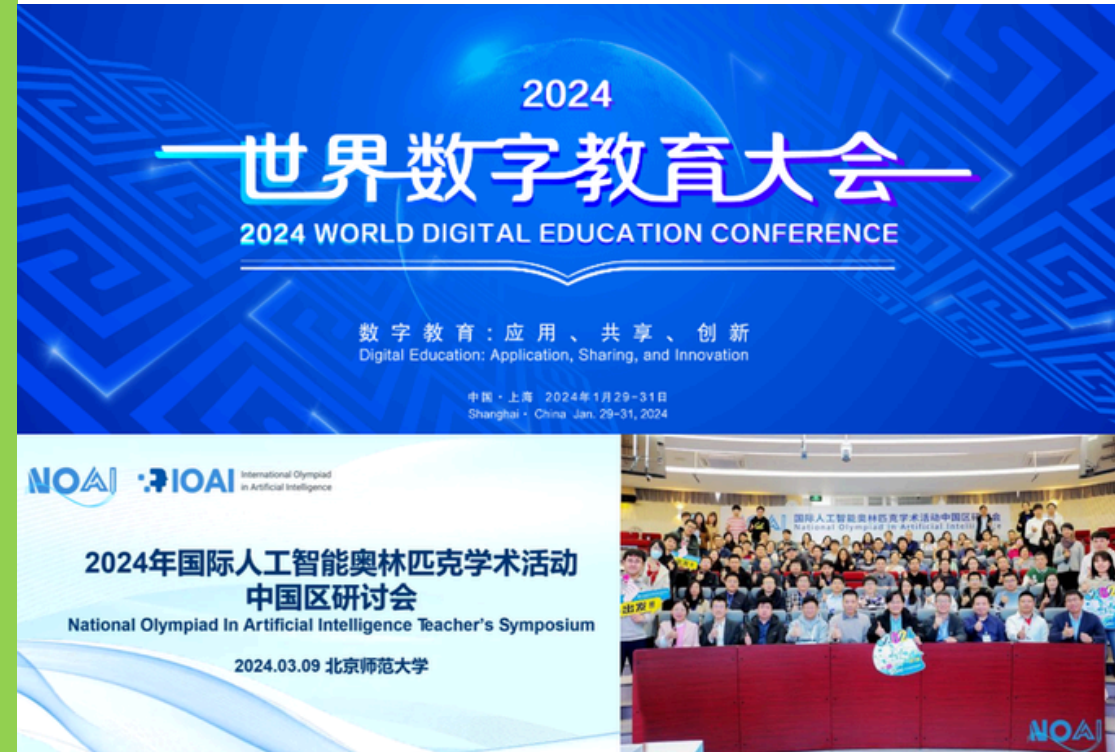 2024
世界数字教育大会
2024 WORLD DIGITAL EDUCATION CONFERENCE
数字教育:应用、共享、创新
Digital Education: Application, Sharing, and Innovation
中国·上海 2024年1月29-31日
Shanghai · China Jan. 29-31, 2024
NOAI IOAI International Olympiad
in Artificial Intelligence
2024年国际人工智能奥林匹克学术活动
中国区研讨会
National Olympiad In Artificial Intelligence Teacher's Symposium
2024.03.09 北京师范大学
国际人工智能奥林匹克学术活动中国区
National Olympiad in Artificial
出发
NOAI